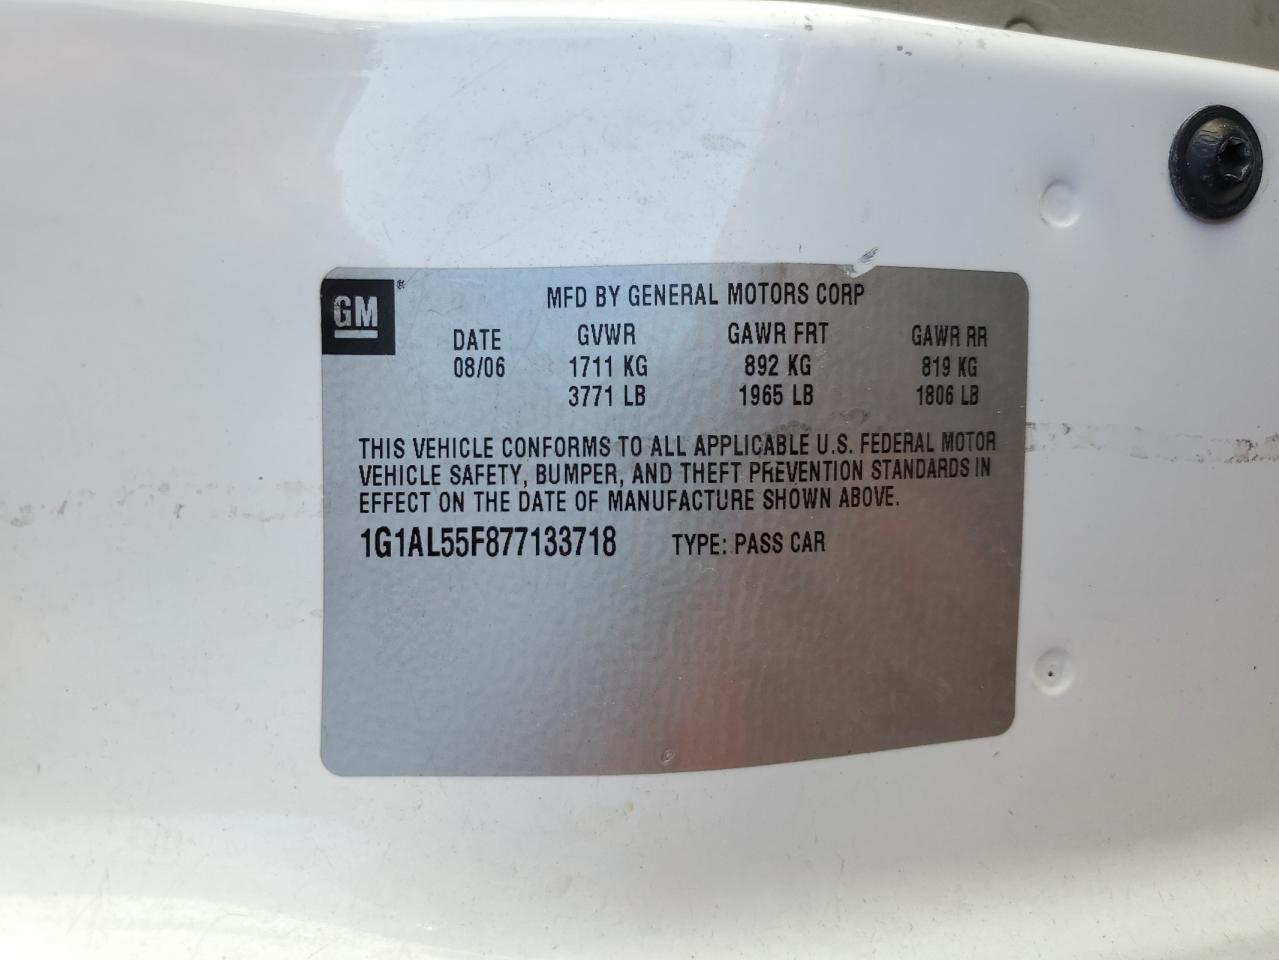 GM®
MFD BY GENERAL MOTORS CORP
DATE GVWR GAWR FRT GAWR RR
08/06 1711 KG 892 KG 819 KG
3771 LB 1965 LB 1806 LB
THIS VEHICLE CONFORMS TO ALL APPLICABLE U.S. FEDERAL MOTOR
VEHICLE SAFETY, BUMPER, AND THEFT PREVENTION STANDARDS IN
EFFECT ON THE DATE OF MANUFACTURE SHOWN ABOVE.
1G1AL55F877133718 TYPE: PASS CAR